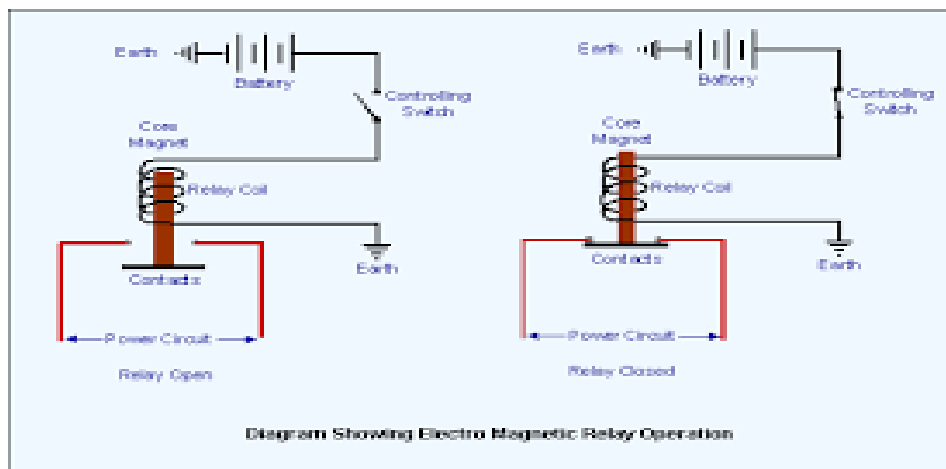 Earth
Battery
Controlling
Switch
Core
Magnet
Relay Coil
Earth
Contacts
Power Circuit
Relay Open
Earth
Battery
Controlling
Switch
Core
Magnet
Relay Coil
Earth
Contacts
Power Circuit
Relay Closed
Diagram Showing Electro Magnetic Relay Operation